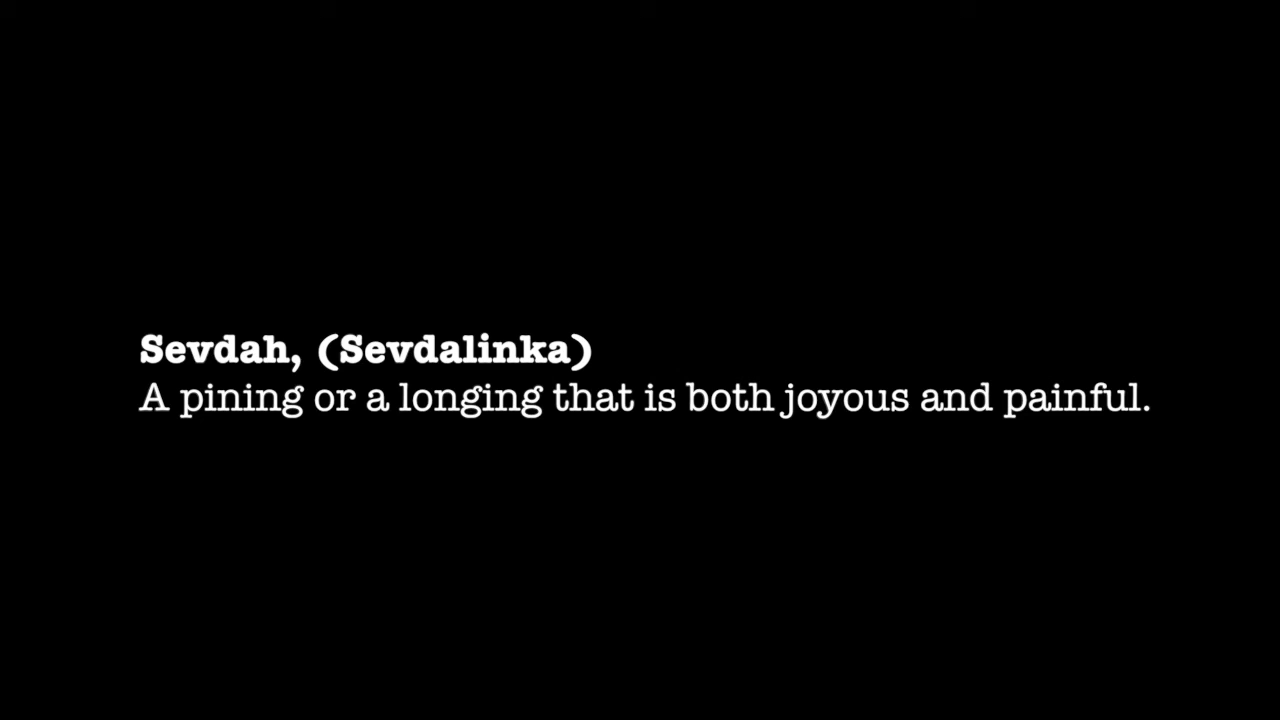 Sevdah, (Sevdalinka)
A pining or a longing that is both joyous and painful.